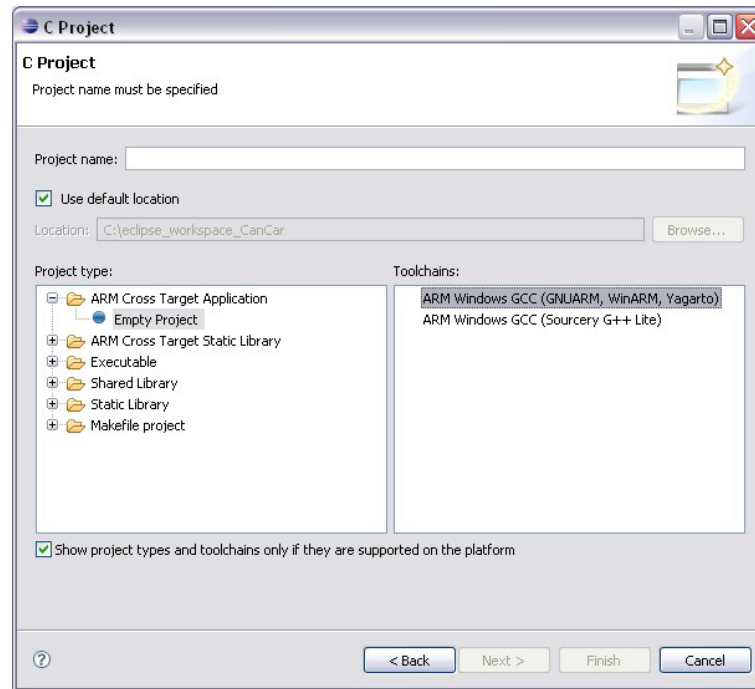 C Project
C Project
Project name must be specified
Project name:
Use default location
Location: C:\eclipse_workspace_CanCar Browse...
Project type:
ARM Cross Target Application
Empty Project
ARM Cross Target Static Library
Executable
Shared Library
Static Library
Makefile project
Toolchains:
ARM Windows GCC (GNUARM, WinARM, Yagarto)
ARM Windows GCC (Sourcery G++ Lite)
Show project types and toolchains only if they are supported on the platform
? < Back Next > Finish Cancel